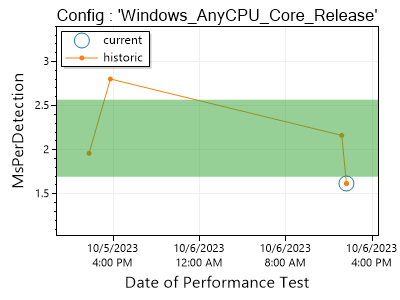 Config : 'Windows_AnyCPU_Core_Release'
current
historic
MsPerDetection
3
2.5
2
1.5
10/5/2023 10/6/2023 10/6/2023 10/6/2023
4:00 PM 12:00 AM 8:00 AM 4:00 PM
Date of Performance Test